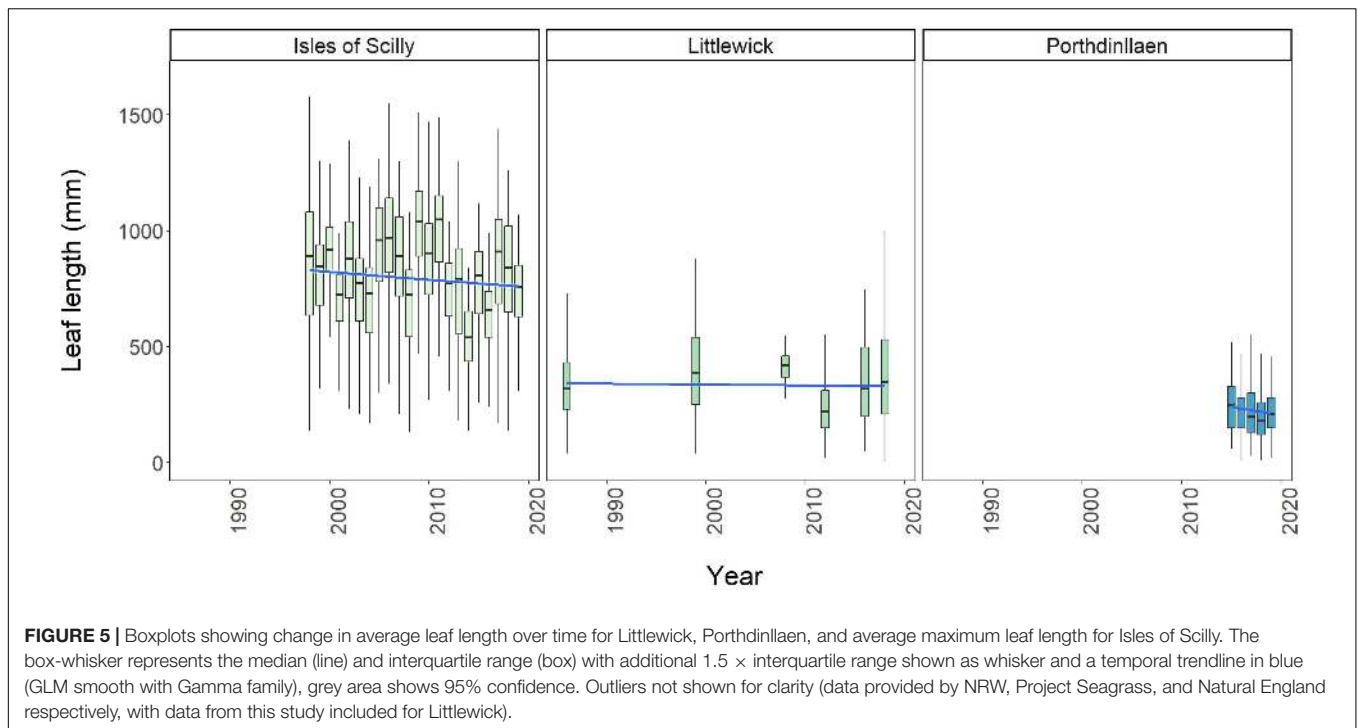 Isles of Scilly
Littlewick
Porthdinllaen
Leaf length (mm)
1500
1000
500
0
1990
2000
2010
2020
1990
2000
2010
2020
1990
2000
2010
2020
Year
FIGURE 5 | Boxplots showing change in average leaf length over time for Littlewick, Porthdinllaen, and average maximum leaf length for Isles of Scilly. The
box-whisker represents the median (line) and interquartile range (box) with additional 1.5 × interquartile range shown as whisker and a temporal trendline in blue
(GLM smooth with Gamma family), grey area shows 95% confidence. Outliers not shown for clarity (data provided by NRW, Project Seagrass, and Natural England
respectively, with data from this study included for Littlewick).